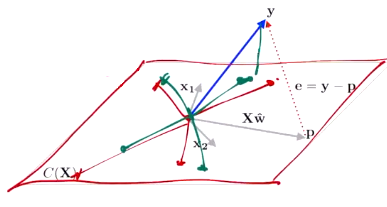 y
x₁
e = y − p
Xŵ
p
x₂
C(X)